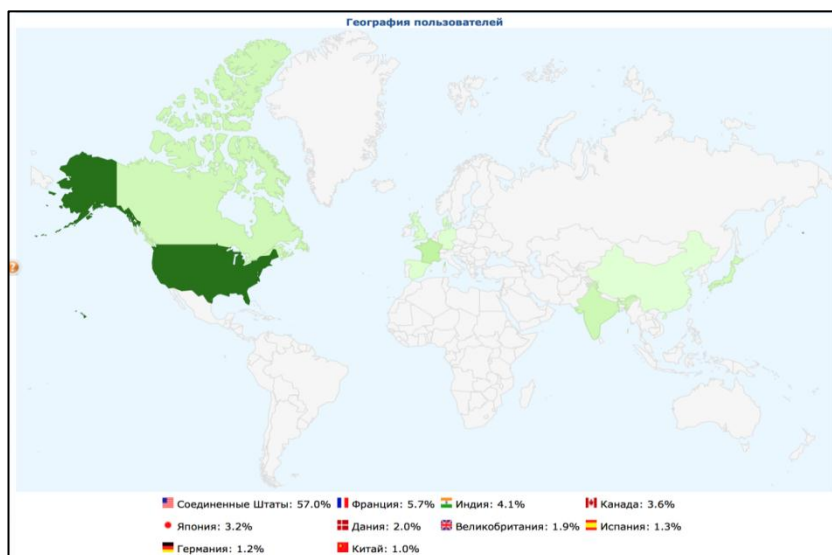 География пользователей
?
Соединенные Штаты: 57.0% Франция: 5.7% Индия: 4.1% Канада: 3.6%
Япония: 3.2% Дания: 2.0% Великобритания: 1.9% Испания: 1.3%
Германия: 1.2% Китай: 1.0%